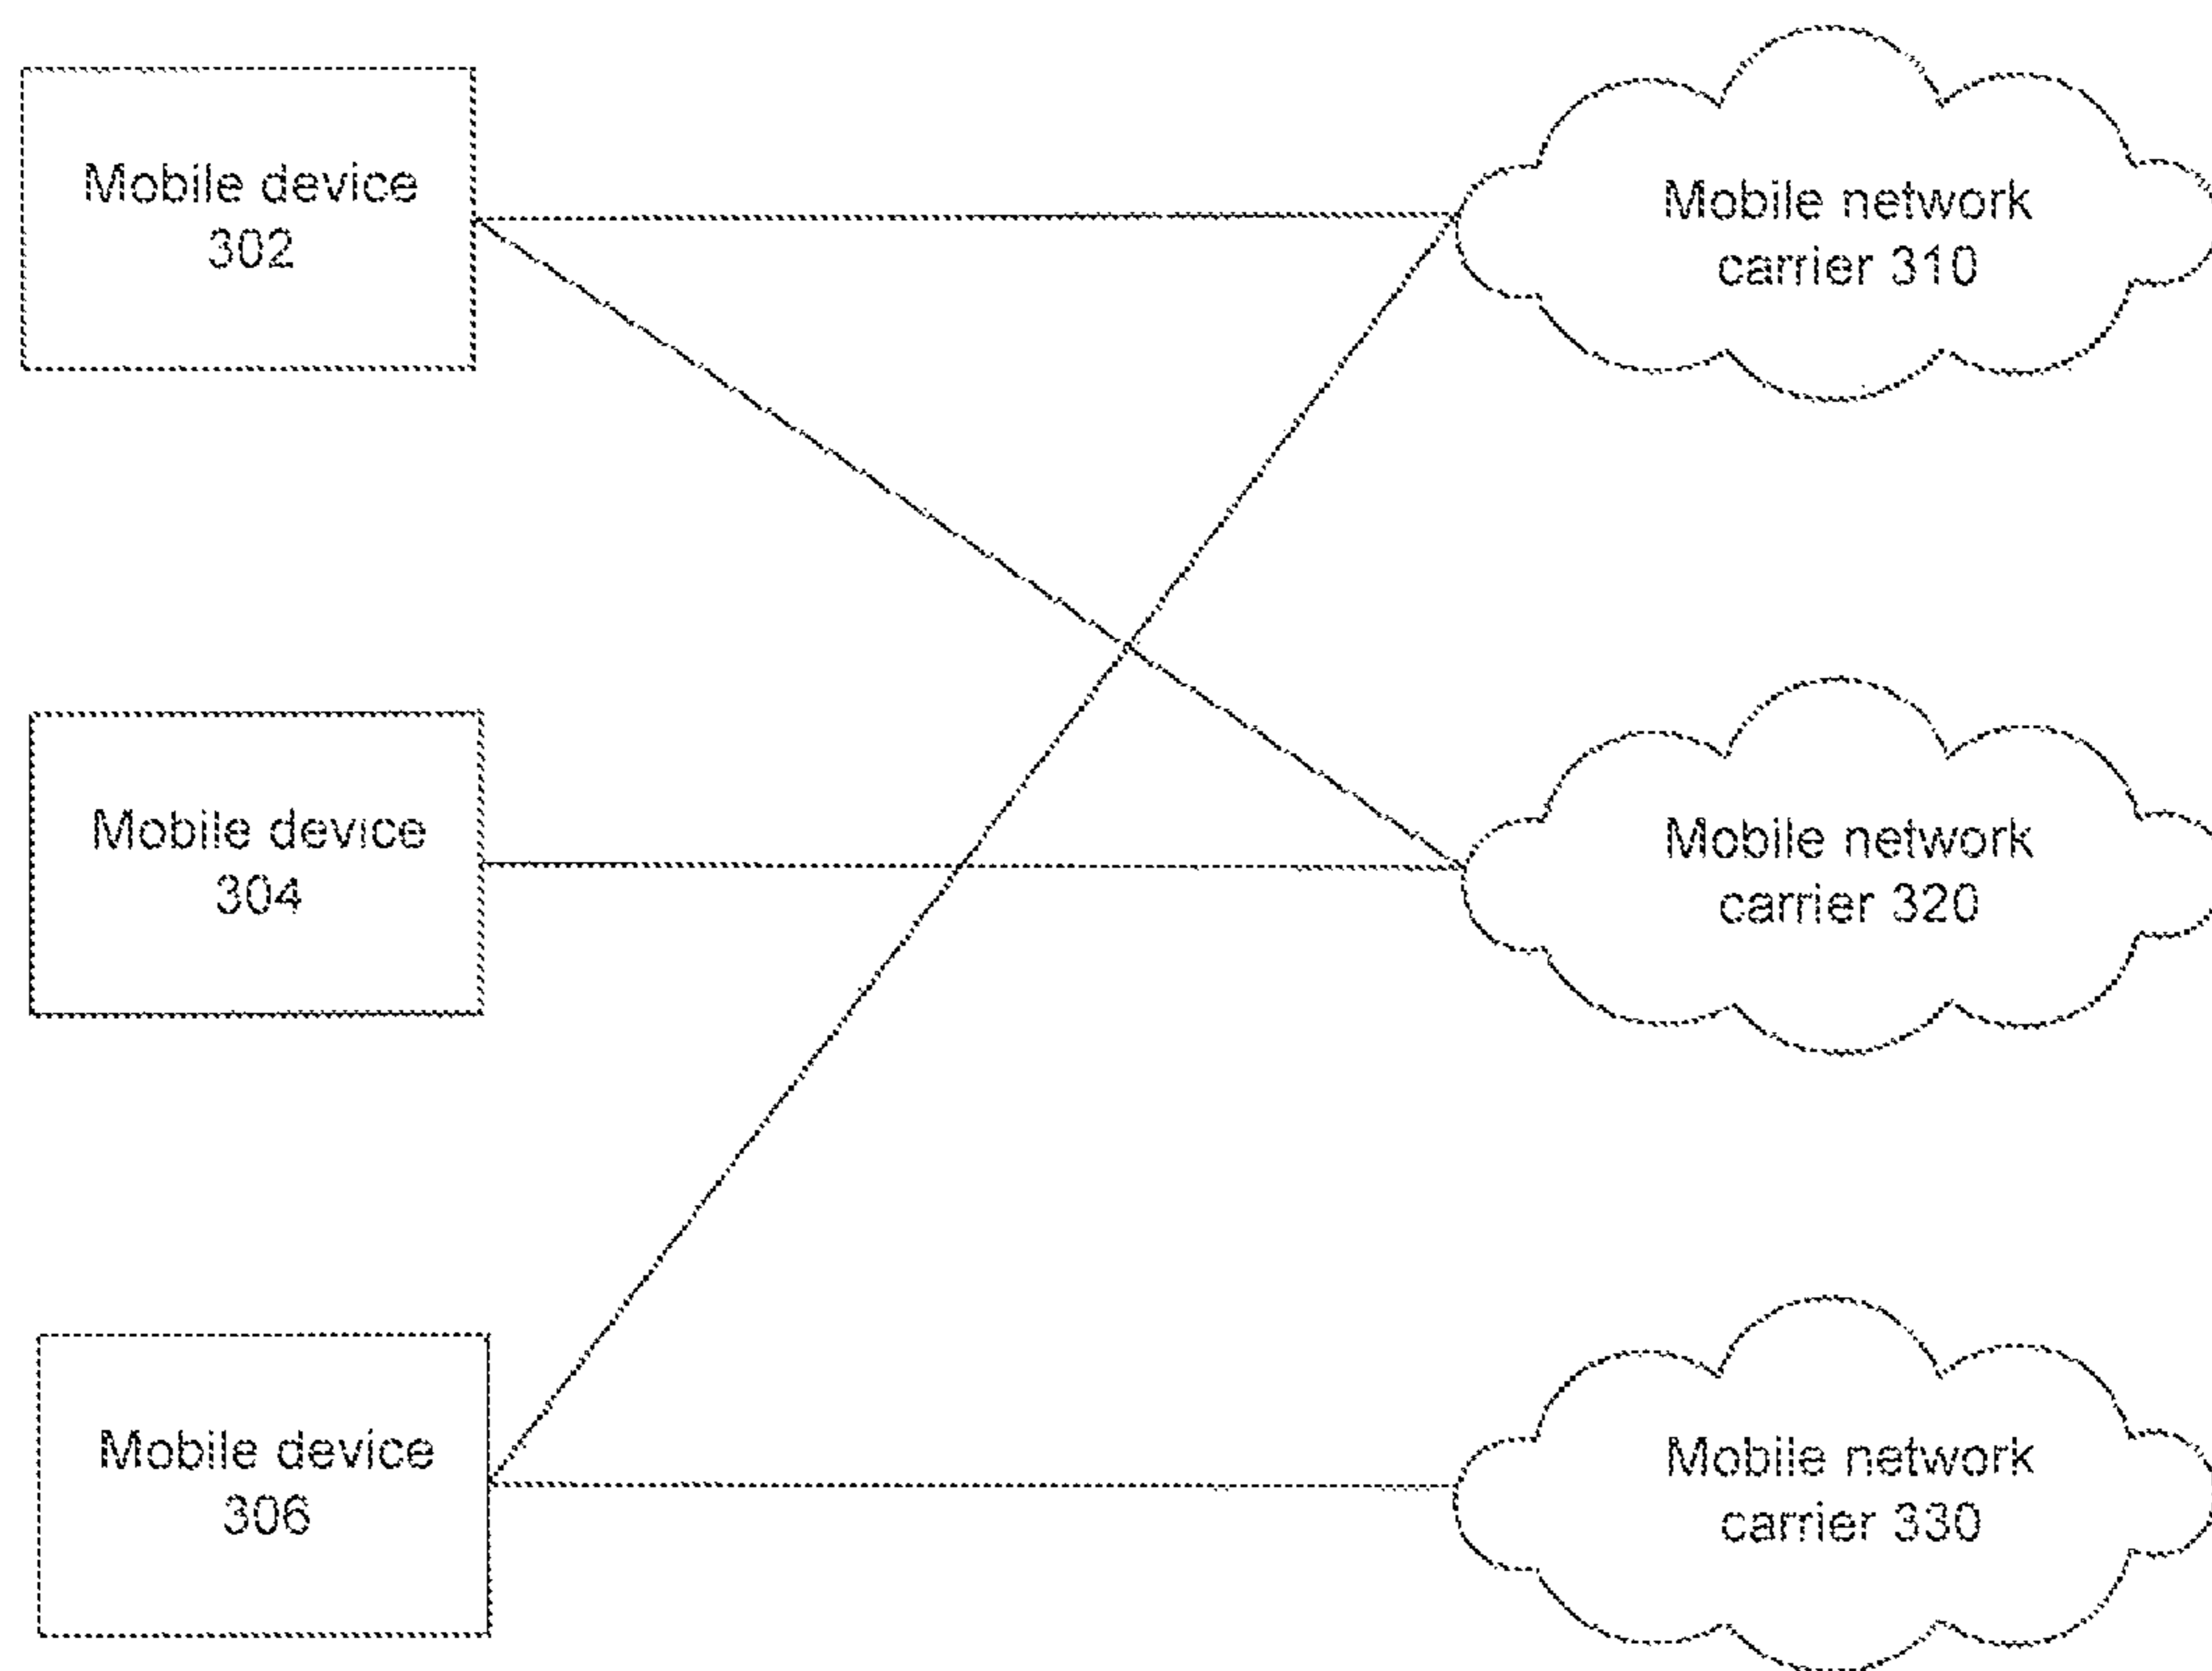 Mobile device
302
Mobile network
carrier 310
Mobile device
304
Mobile network
carrier 320
Mobile device
306
Mobile network
carrier 330